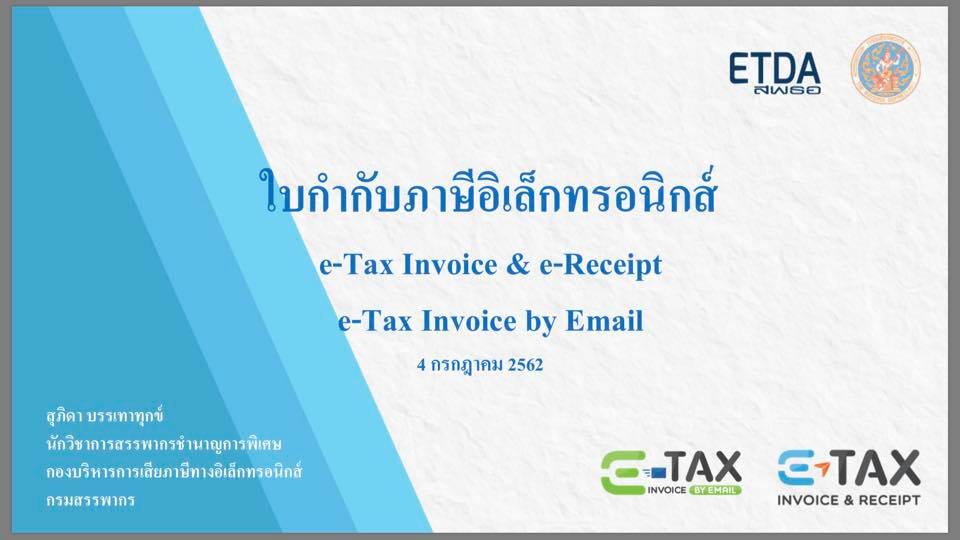 ETDA
สพธอ
ใบกำกับภาษีอิเล็กทรอนิกส์
e-Tax Invoice & e-Receipt
e-Tax Invoice by Email
4 กรกฎาคม 2562
สุภิดา บรรเทาทุกข์
นักวิชาการสรรพากรชำนาญการพิเศษ
กองบริหารการเสียภาษีทางอิเล็กทรอนิกส์
กรมสรรพากร
e-TAX
INVOICE BY EMAIL
e-TAX
INVOICE & RECEIPT